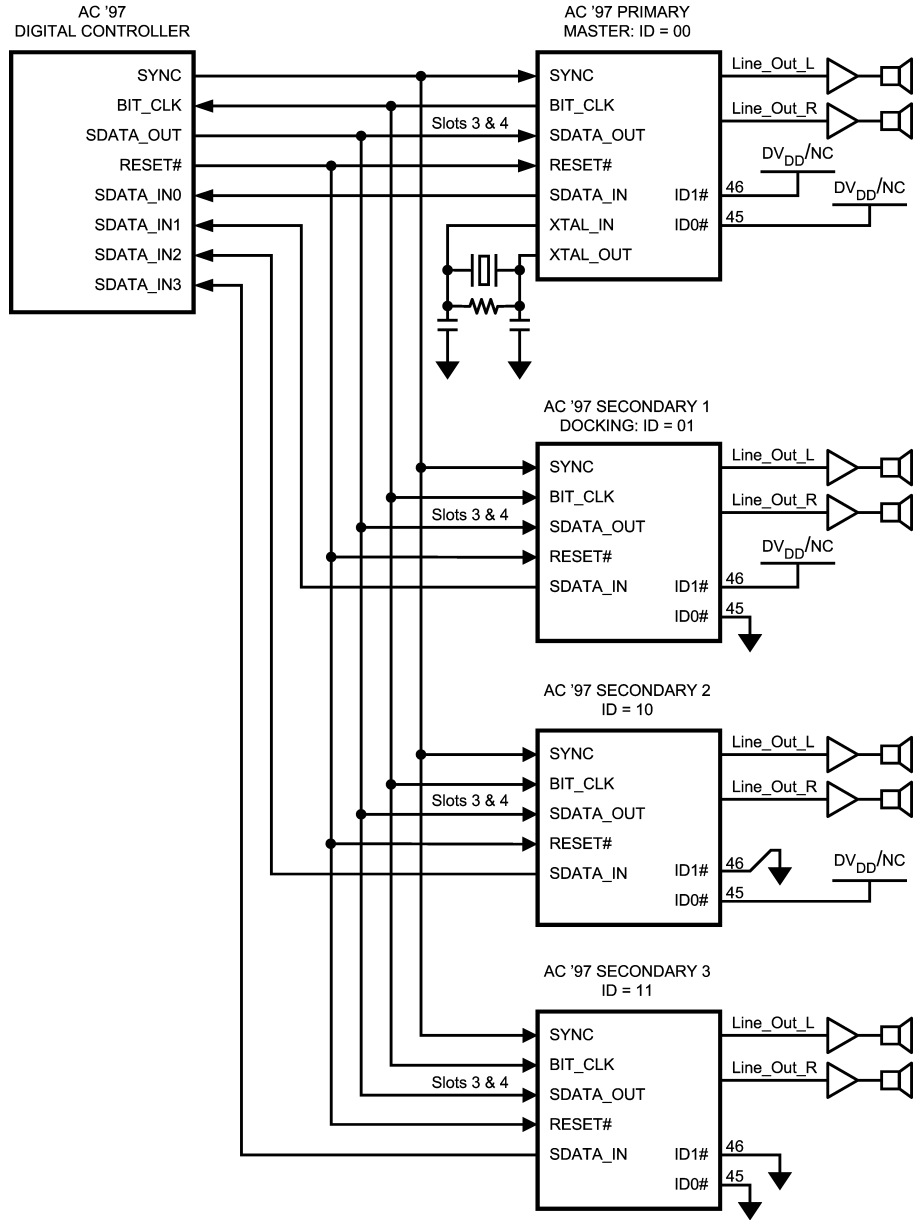 AC '97
DIGITAL CONTROLLER
SYNC
BIT_CLK
SDATA_OUT
RESET#
SDATA_IN0
SDATA_IN1
SDATA_IN2
SDATA_IN3
AC '97 PRIMARY
MASTER: ID = 00
Slots 3 & 4
SYNC
BIT_CLK
SDATA_OUT
RESET#
SDATA_IN
XTAL_IN
XTAL_OUT
ID1#
ID0#
Line_Out_L
Line_Out_R
46
DVDD/NC
45
DVDD/NC
AC '97 SECONDARY 1
DOCKING: ID = 01
Slots 3 & 4
SYNC
BIT_CLK
SDATA_OUT
RESET#
SDATA_IN
ID1#
ID0#
Line_Out_L
Line_Out_R
46
DVDD/NC
45
AC '97 SECONDARY 2
ID = 10
Slots 3 & 4
SYNC
BIT_CLK
SDATA_OUT
RESET#
SDATA_IN
ID1#
ID0#
Line_Out_L
Line_Out_R
46
45
DVDD/NC
AC '97 SECONDARY 3
ID = 11
Slots 3 & 4
SYNC
BIT_CLK
SDATA_OUT
RESET#
SDATA_IN
ID1#
ID0#
Line_Out_L
Line_Out_R
46
45